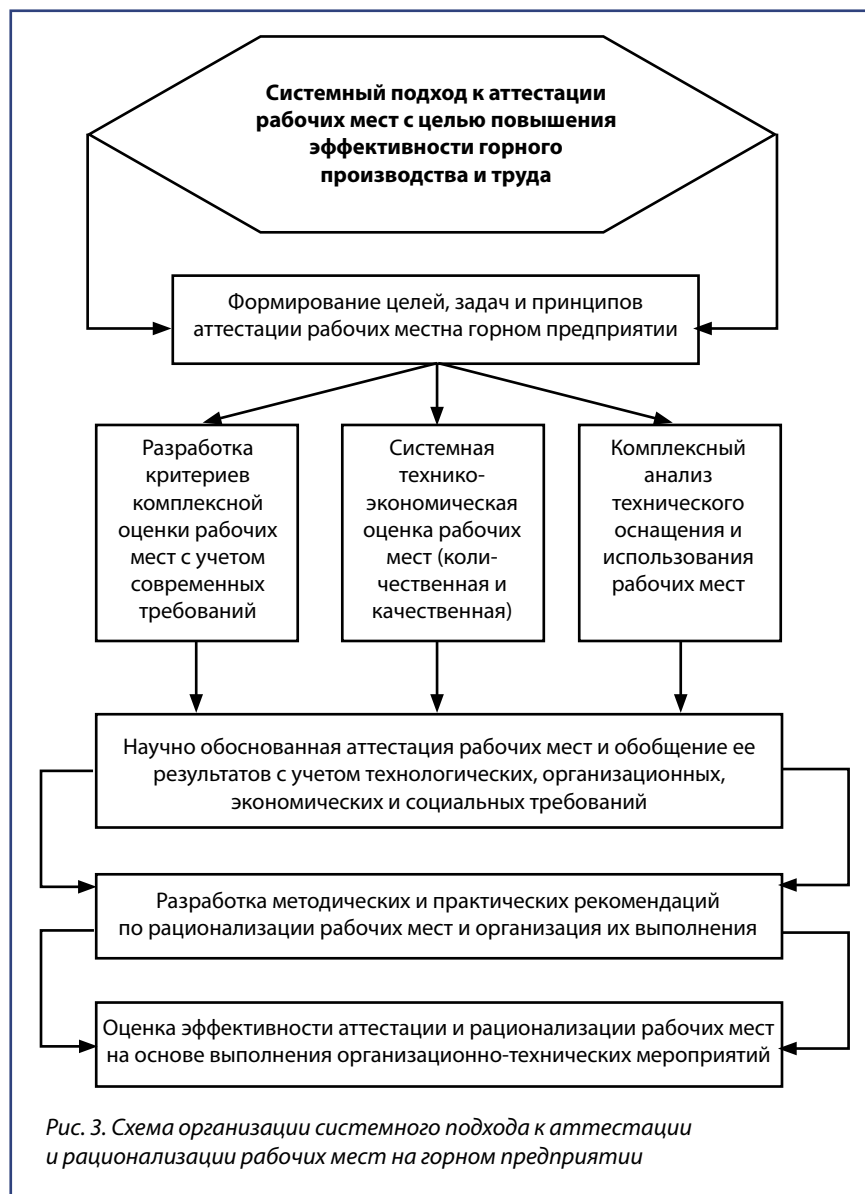 Системный подход к аттестации
рабочих мест с целью повышения
эффективности горного
производства и труда
Формирование целей, задач и принципов
аттестации рабочих местна горном предприятии
Разработка
критериев
комплексной
оценки рабочих
мест с учетом
современных
требований
Системная
технико-
экономическая
оценка рабочих
мест (коли-
чественная и
качественная)
Комплексный
анализ
технического
оснащения и
использования
рабочих мест
Научно обоснованная аттестация рабочих мест и обобщение ее
результатов с учетом технологических, организационных,
экономических и социальных требований
Разработка методических и практических рекомендаций
по рационализации рабочих мест и организация их выполнения
Оценка эффективности аттестации и рационализации рабочих мест
на основе выполнения организационно-технических мероприятий
Рис. 3. Схема организации системного подхода к аттестации
и рационализации рабочих мест на горном предприятии